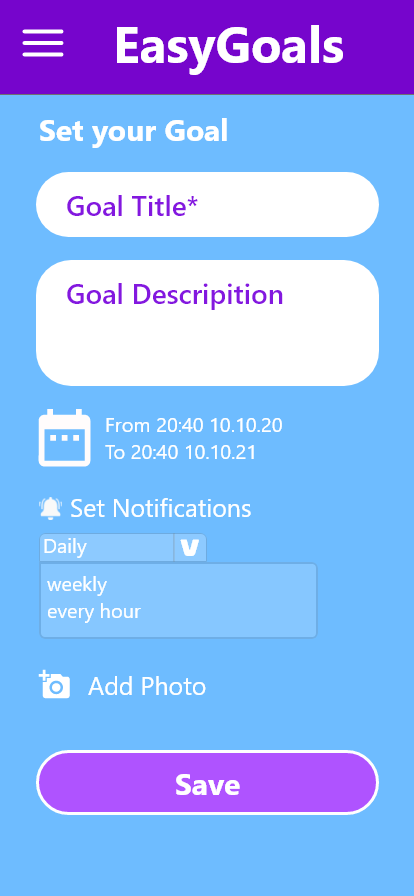 EasyGoals
Set your Goal
Goal Title*
Goal Descripition
From 20:40 10.10.20
To 20:40 10.10.21
Set Notifications
Daily
weekly
every hour
Add Photo
Save